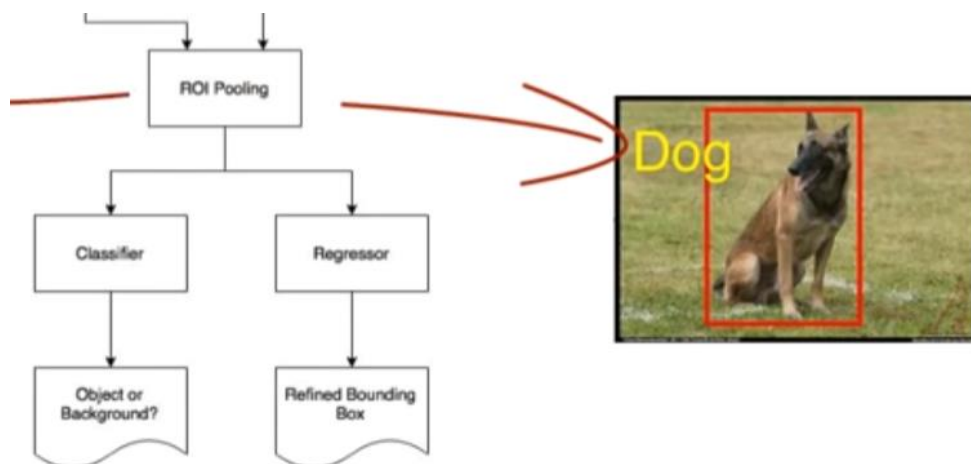 ROI Pooling
Dog
Classifier
Regressor
Object or
Background?
Refined Bounding
Box